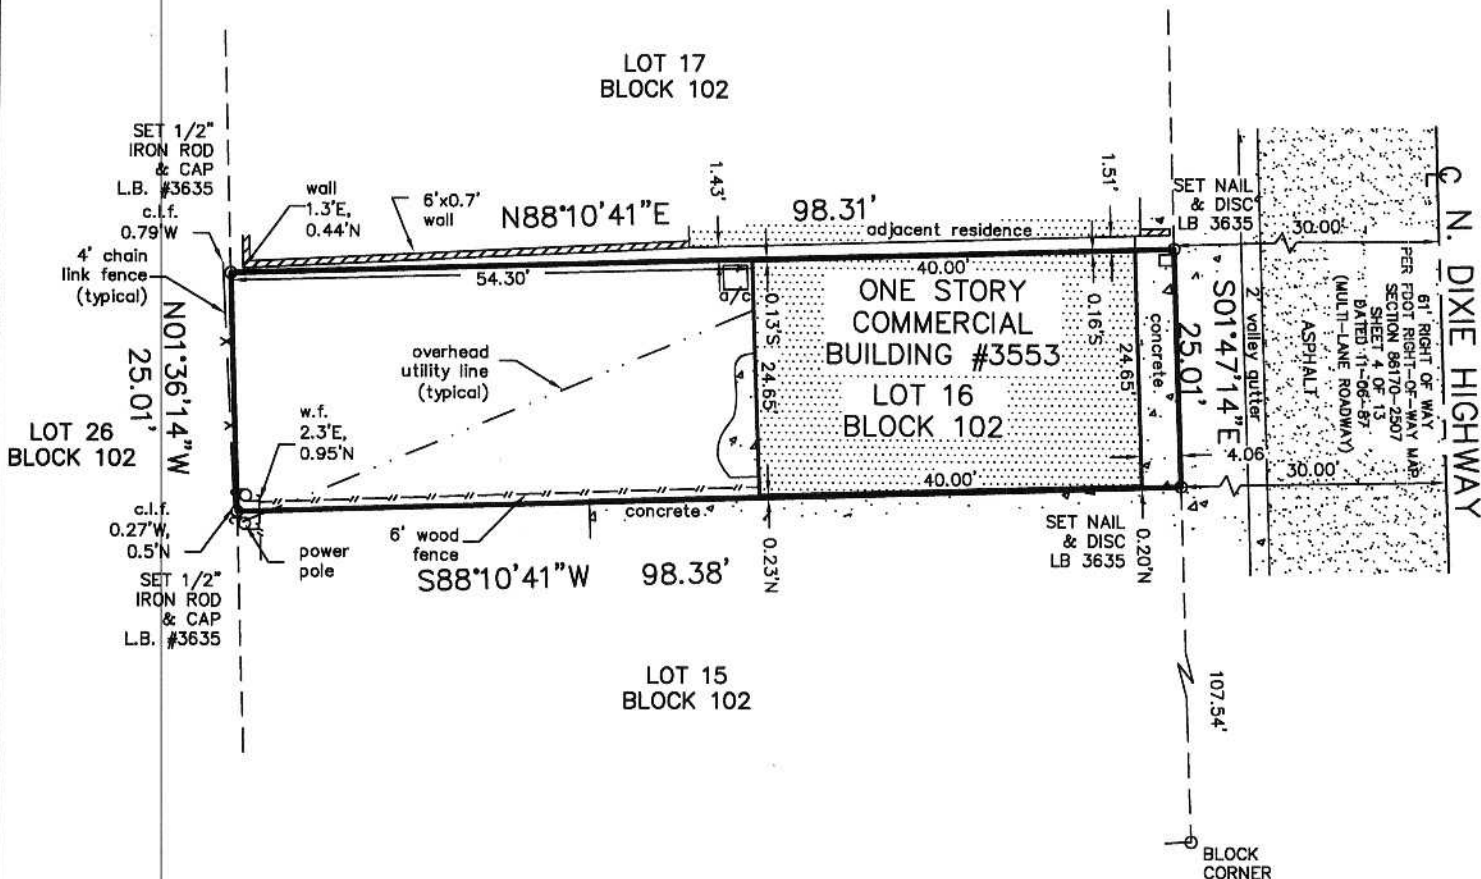 LOT 17
BLOCK 102
SET 1/2"
IRON ROD
& CAP
L.B. #3635
c.l.f.
0.79'W
4' chain
link fence
(typical)
wall
1.3'E,
0.44'N
6'x0.7'
wall
N88°10'41"E
98.31'
1.43'
1.51'
adjacent residence
SET NAIL
& DISC
LB 3635
30.00'
℄ N. DIXIE HIGHWAY
61' RIGHT OF WAY
PER FDOT RIGHT-OF-WAY MAP
SECTION 86170-2507
SHEET 4 OF 13
DATED 11-06-87
(MULTI-LANE ROADWAY)
ASPHALT
2' valley gutter
S01°47'14"E
25.01'
concrete
54.30'
a/c
40.00'
0.13'S
0.16'S
24.65'
24.65'
ONE STORY
COMMERCIAL
BUILDING #3553
LOT 16
BLOCK 102
overhead
utility line
(typical)
N01°36'14"W
25.01'
LOT 26
BLOCK 102
w.f.
2.3'E,
0.95'N
4.06
30.00'
40.00'
c.l.f.
0.27'W,
0.5'N
SET 1/2"
IRON ROD
& CAP
L.B. #3635
power
pole
6' wood
fence
concrete
S88°10'41"W
98.38'
0.23'N
SET NAIL
& DISC
LB 3635
0.20'N
LOT 15
BLOCK 102
107.54'
BLOCK
CORNER